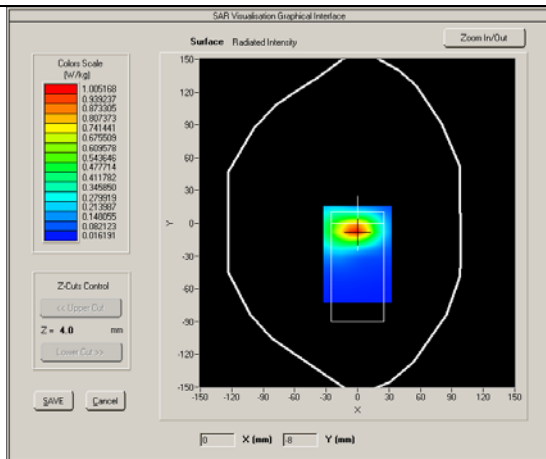 SAR Visualisation Graphical Interface
Surface Radiated Intensity
Zoom In/Out
Colors Scale
(W/kg)
1.005168
0.939237
0.873305
0.807373
0.741441
0.675509
0.609578
0.543646
0.477714
0.411782
0.345850
0.279919
0.213987
0.148055
0.082123
0.016191
Z-Cuts Control
<< Upper Cut
Z = 4.0 mm
Lower Cut >>
SAVE Cancel
150-
120-
90-
60-
30-
0-
-30-
-60-
-90-
-120-
-150-
Y
-150 -120 -90 -60 -30 0 30 60 90 120 150
X
0 X (mm) -8 Y (mm)